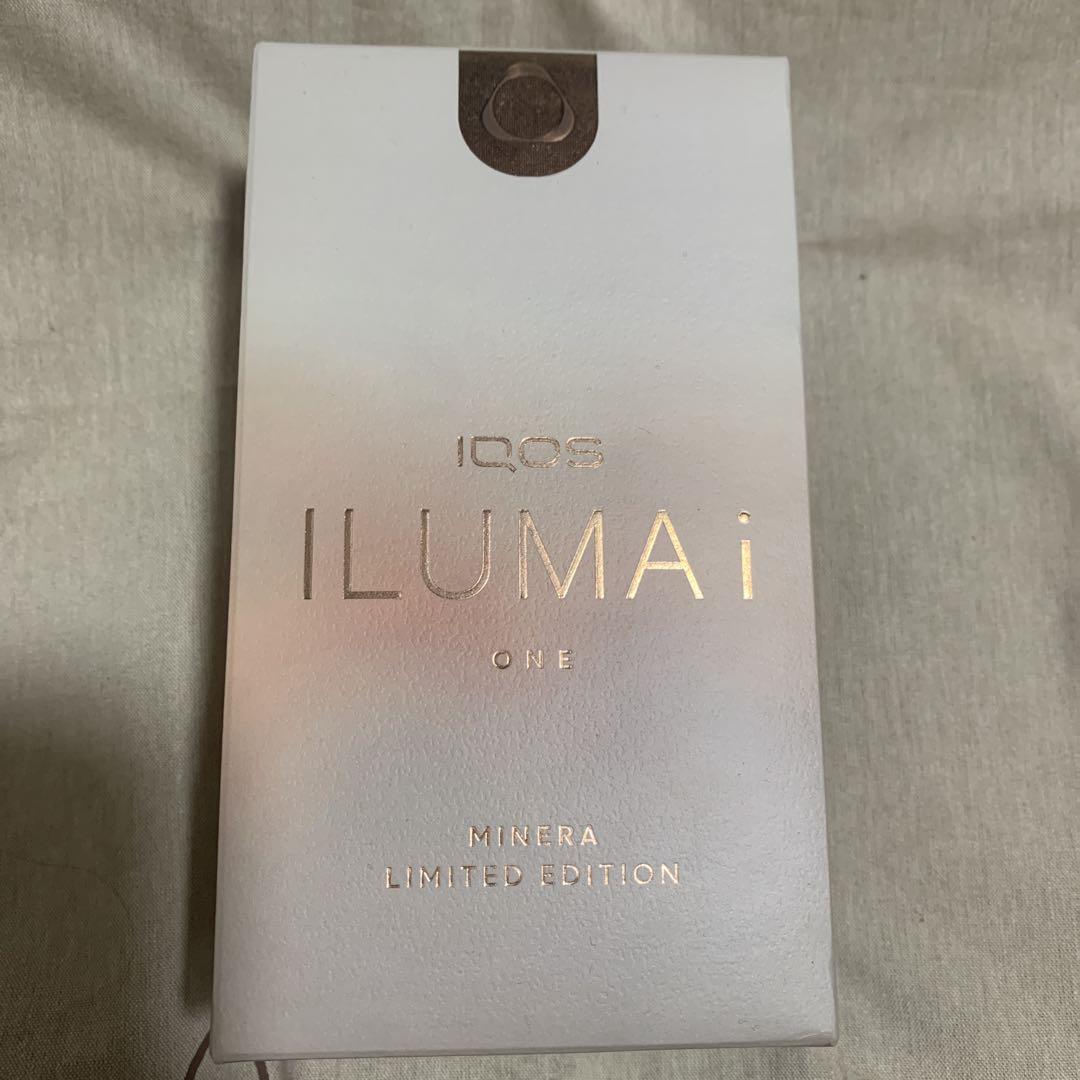 IQOS
ILUMA i
ONE
MINERA
LIMITED EDITION